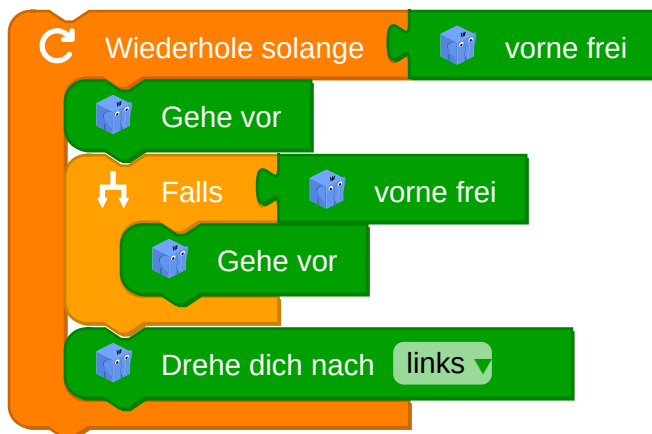 Wiederhole solange vorne frei
Gehe vor
Falls vorne frei
Gehe vor
Drehe dich nach links